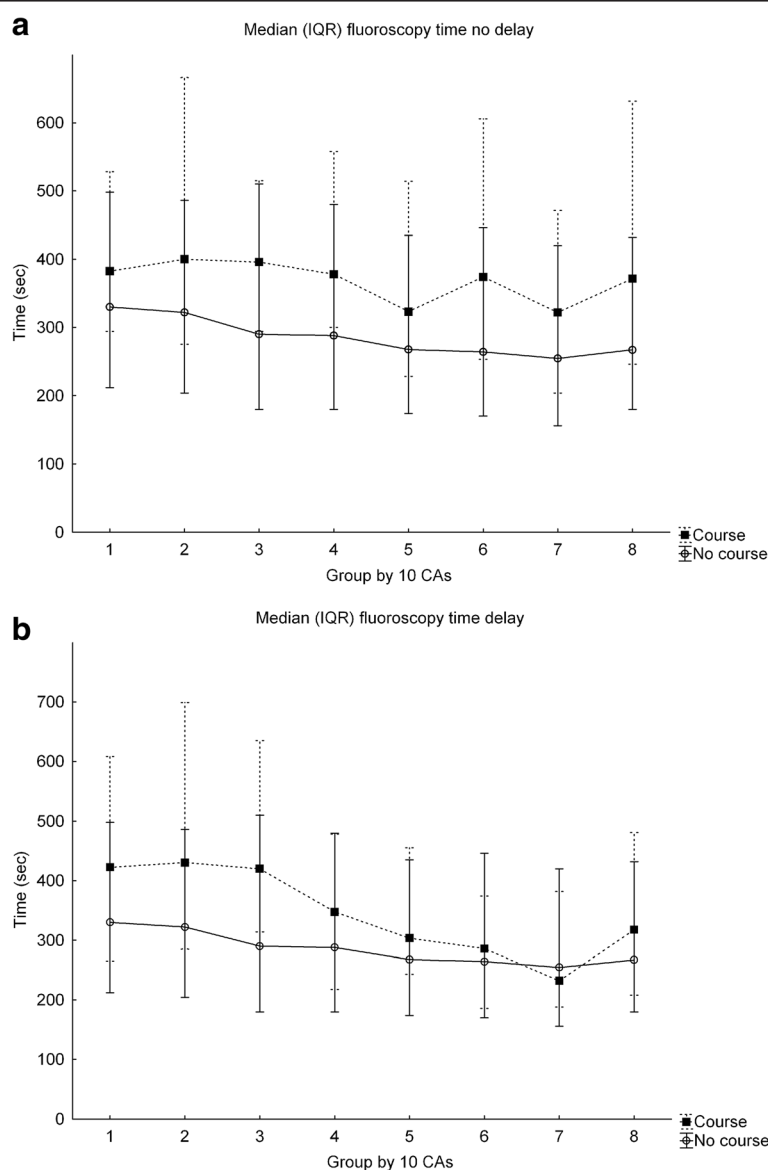 a
Median (IQR) fluoroscopy time no delay
600
500
400
300
200
100
0
Time (sec)
1 2 3 4 5 6 7 8
Group by 10 CAs
Course
No course
b
Median (IQR) fluoroscopy time delay
700
600
500
400
300
200
100
0
Time (sec)
1 2 3 4 5 6 7 8
Group by 10 CAs
Course
No course